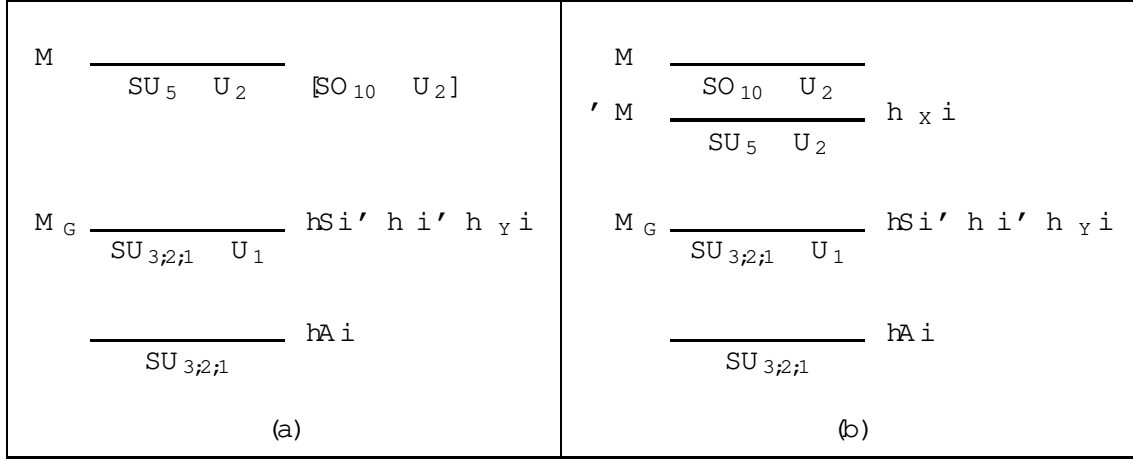 M
SU 5 U 2 [SO 10 U 2]
M G hSi' h i' h Y i
SU 3;2;1 U 1
hA i
SU 3;2;1
(a)
M
SO 10 U 2
' M h X i
SU 5 U 2
M G hSi' h i' h Y i
SU 3;2;1 U 1
hA i
SU 3;2;1
(b)